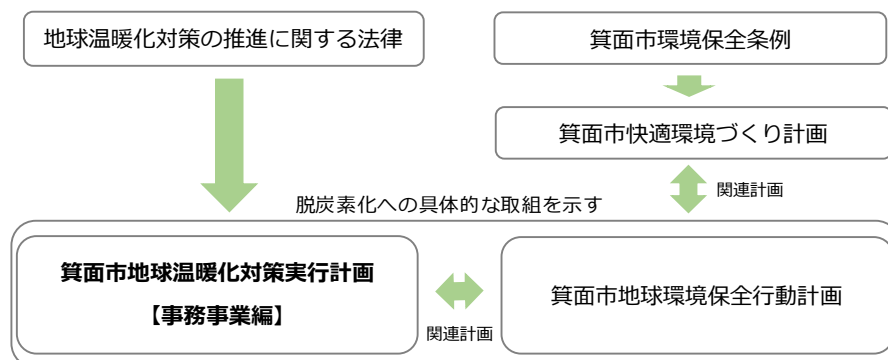 地球温暖化対策の推進に関する法律
箕面市環境保全条例
箕面市快適環境づくり計画
関連計画
脱炭素化への具体的な取組を示す
箕面市地球温暖化対策実行計画
【事務事業編】
関連計画
箕面市地球環境保全行動計画